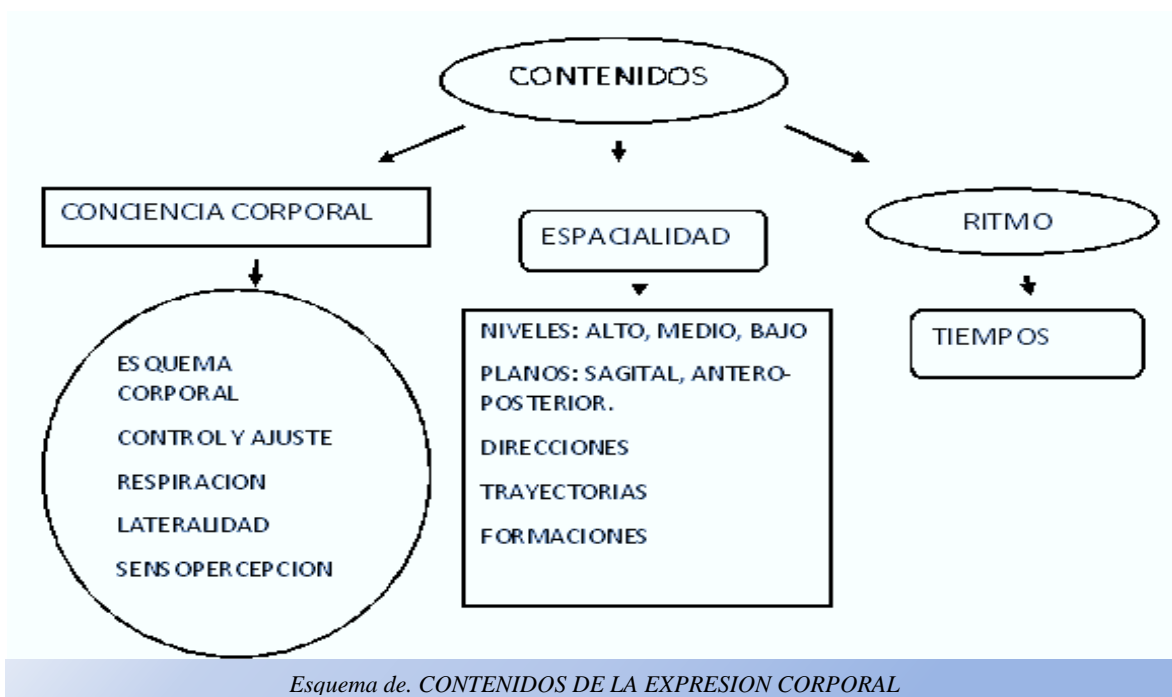 CONTENIDOS
CONCIENCIA CORPORAL
ESQUEMA
CORPORAL
CONTROL Y AJUSTE
RESPIRACION
LATERALIDAD
SENSOPERCEPCION
ESPACIALIDAD
NIVELES: ALTO, MEDIO, BAJO
PLANOS: SAGITAL, ANTERO-
POSTERIOR.
DIRECCIONES
TRAYECTORIAS
FORMACIONES
RITMO
TIEMPOS
Esquema de. CONTENIDOS DE LA EXPRESION CORPORAL